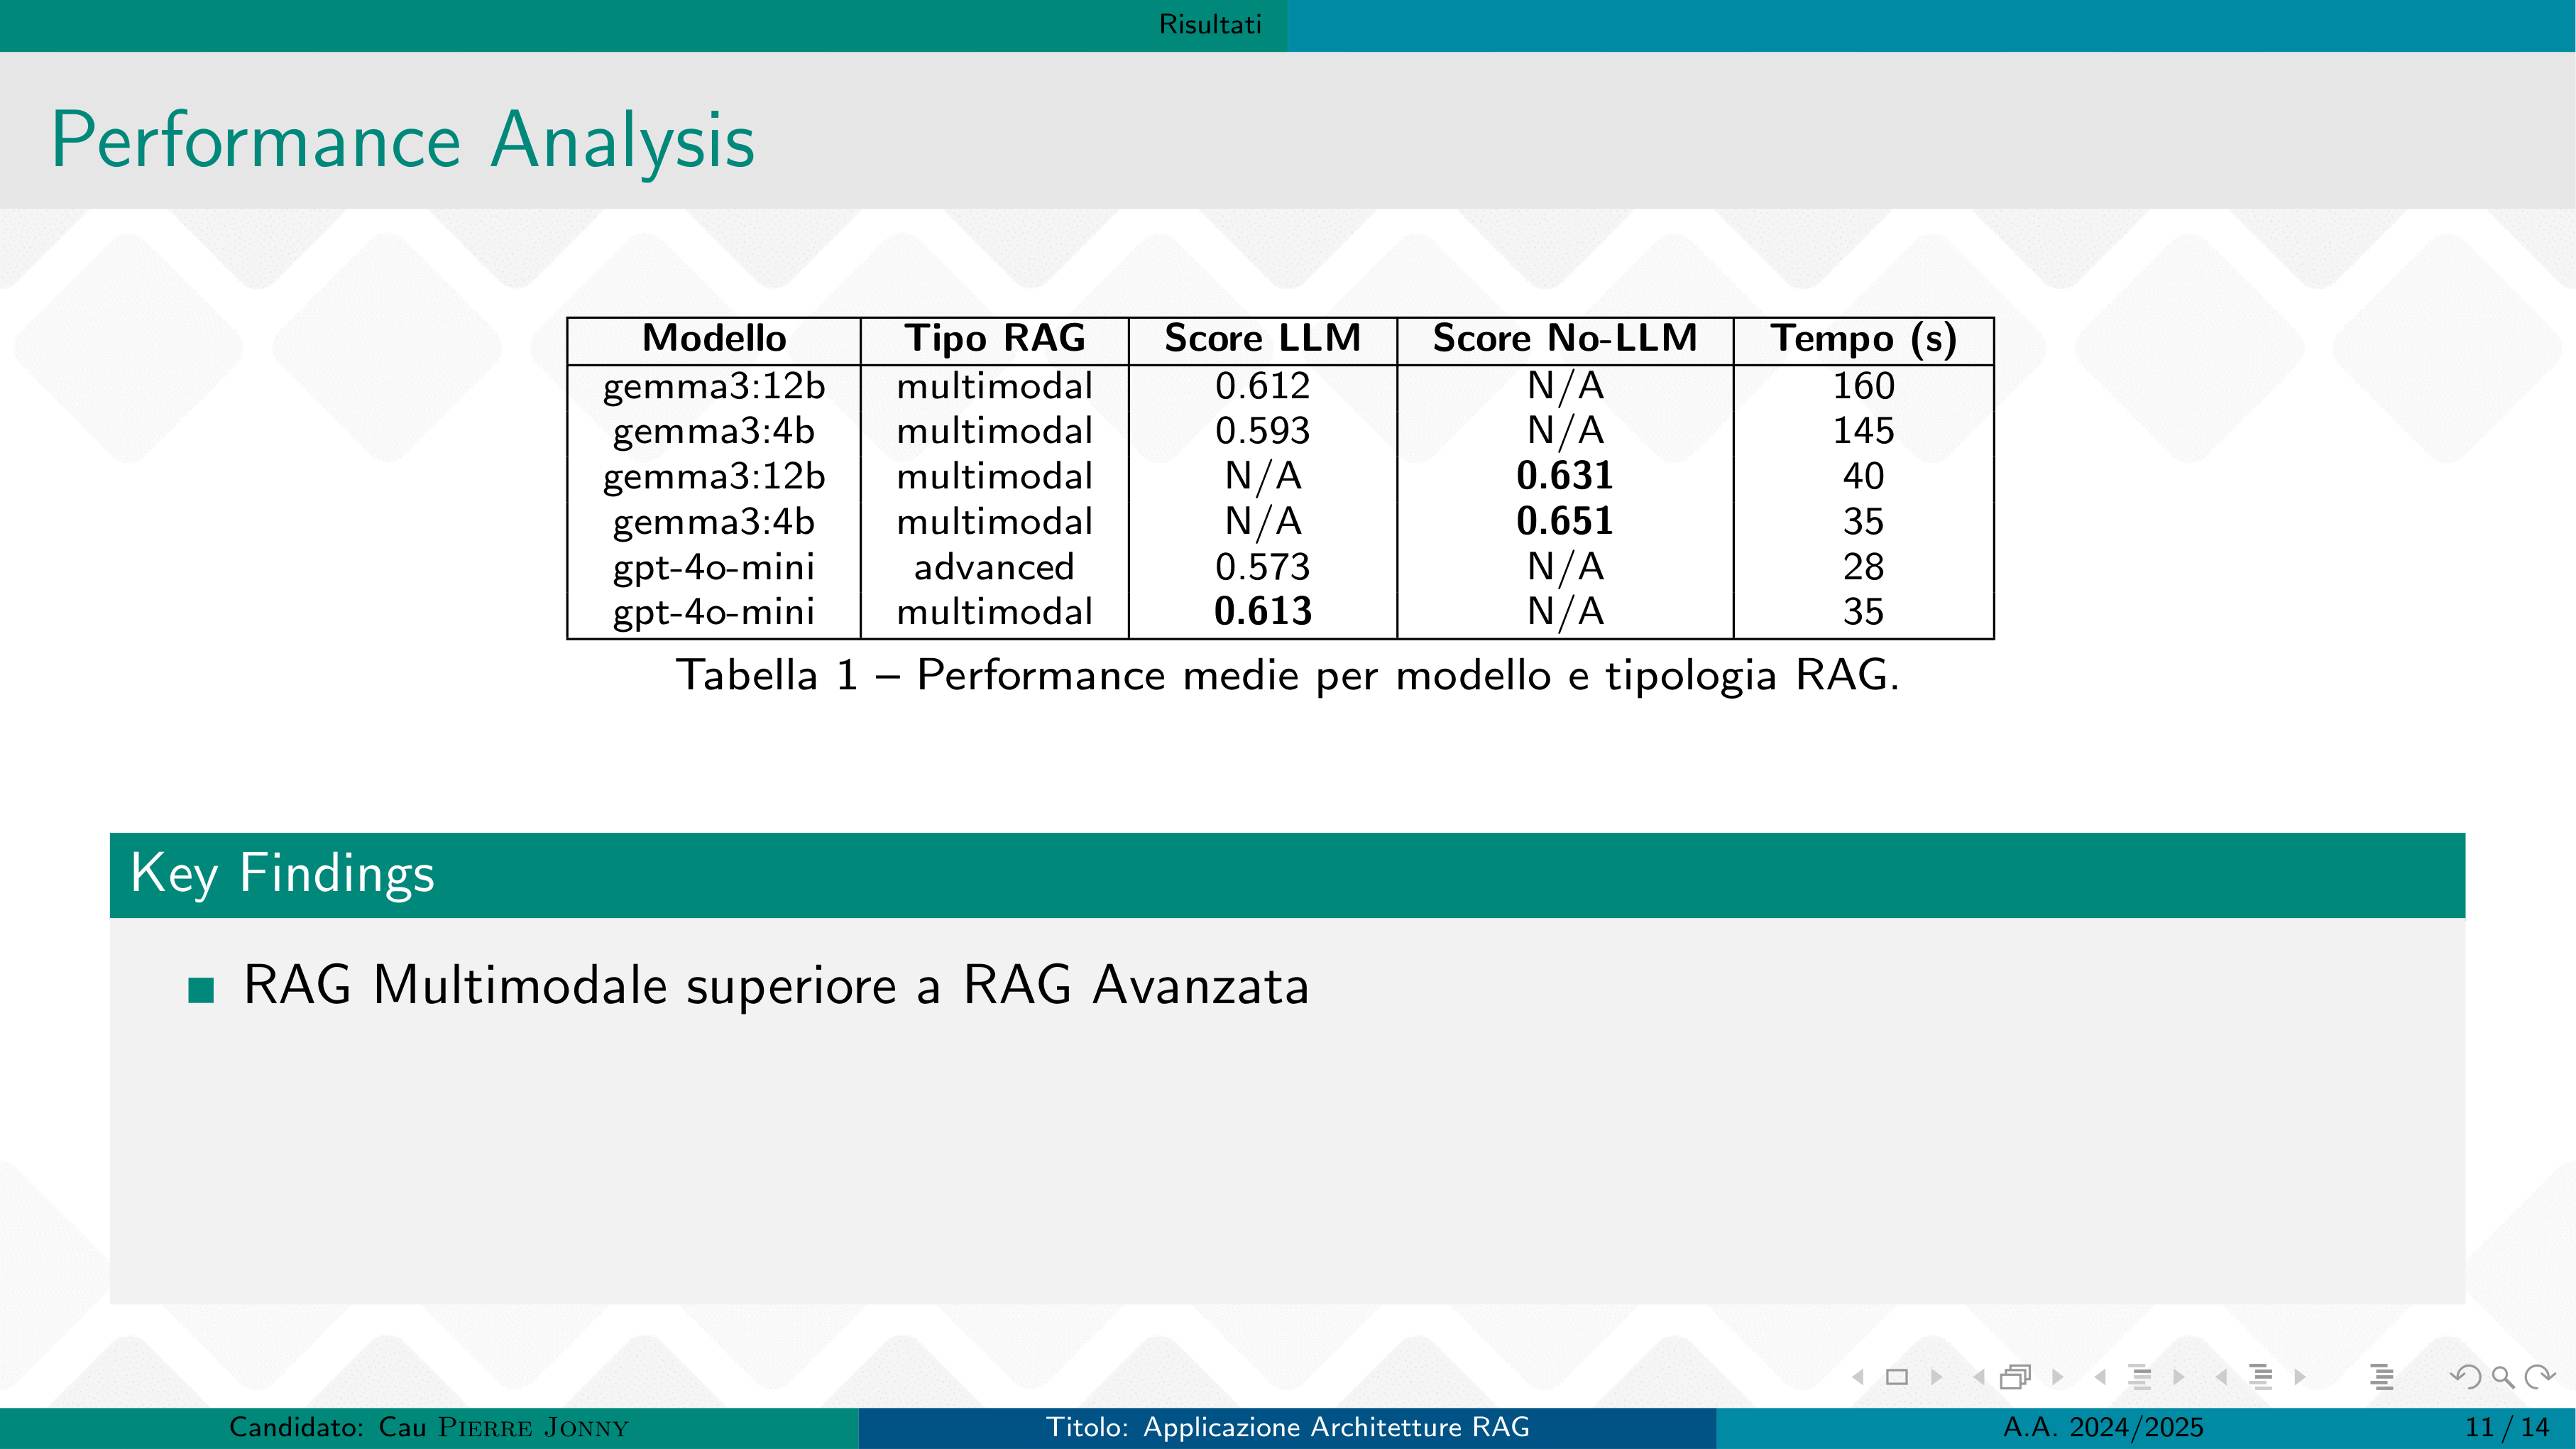 Risultati
Performance Analysis
Modello Tipo RAG Score LLM Score No-LLM Tempo (s)
gemma3:12b multimodal 0.612 N/A 160
gemma3:4b multimodal 0.593 N/A 145
gemma3:12b multimodal N/A 0.631 40
gemma3:4b multimodal N/A 0.651 35
gpt-4o-mini advanced 0.573 N/A 28
gpt-4o-mini multimodal 0.613 N/A 35
Tabella 1 – Performance medie per modello e tipologia RAG.
Key Findings
RAG Multimodale superiore a RAG Avanzata
Candidato: Cau Pierre Jonny Titolo: Applicazione Architetture RAG A.A. 2024/2025 11 / 14